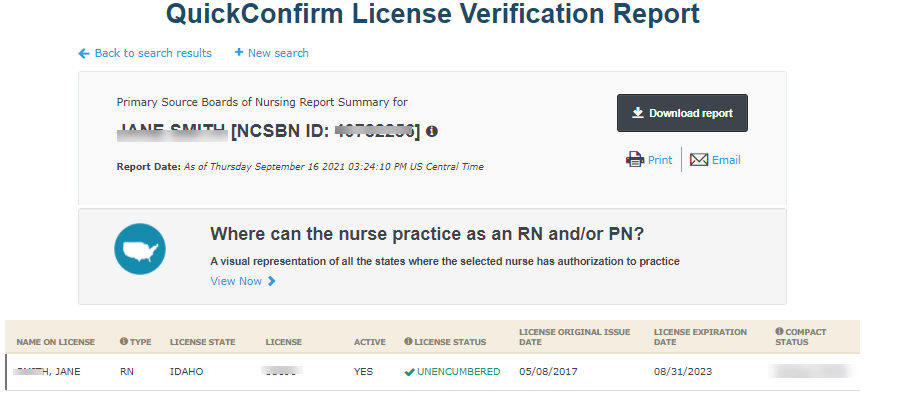 QuickConfirm License Verification Report
Back to search results
New search
Primary Source Boards of Nursing Report Summary for
JANE SMITH [NCSBN ID: ]
Report Date: As of Thursday September 16 2021 03:24:10 PM US Central Time
Download report
Print
Email
Where can the nurse practice as an RN and/or PN?
A visual representation of all the states where the selected nurse has authorization to practice
View Now
NAME ON LICENSE TYPE LICENSE STATE LICENSE ACTIVE LICENSE STATUS LICENSE ORIGINAL ISSUE DATE LICENSE EXPIRATION DATE COMPACT STATUS
SMITH, JANE RN IDAHO YES UNENCUMBERED 05/08/2017 08/31/2023